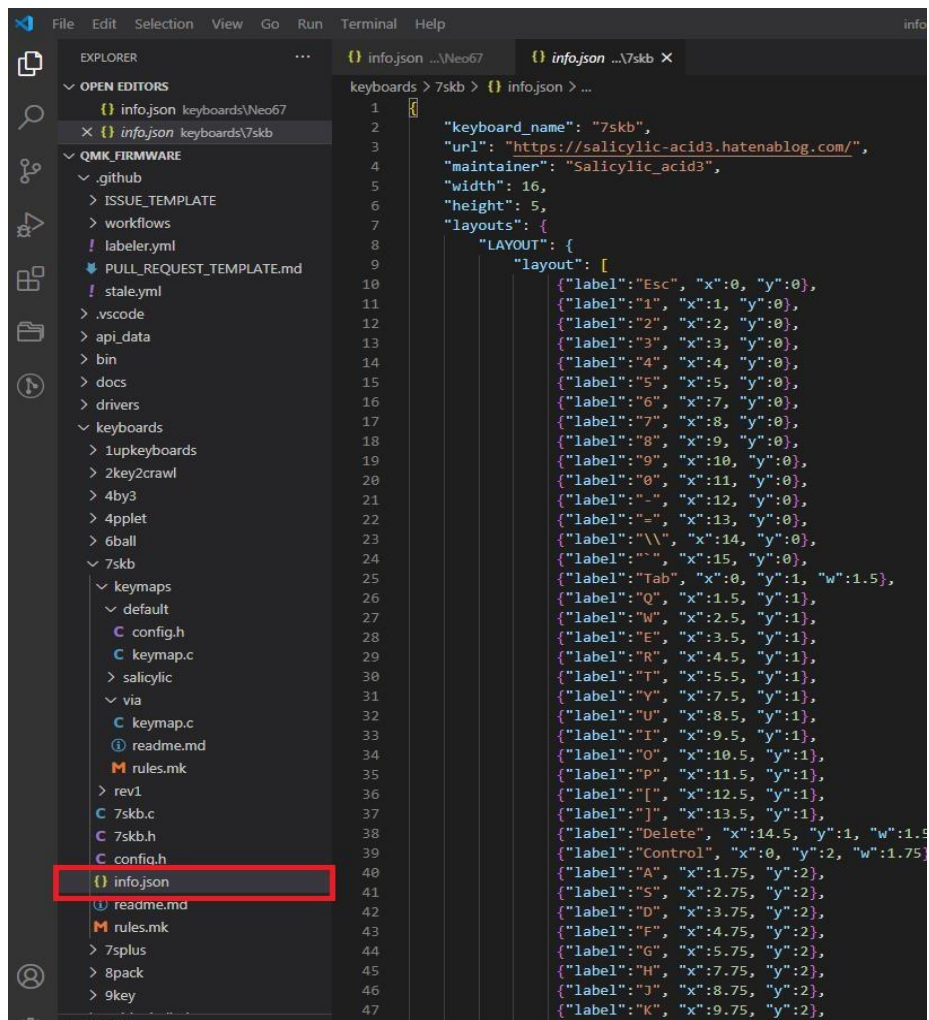 File Edit Selection View Go Run Terminal Help
info
EXPLORER ...
OPEN EDITORS
{} info.json keyboards\Neo67
× {} info.json keyboards\7skb
QMK_FIRMWARE
.github
ISSUE_TEMPLATE
workflows
! labeler.yml
PULL_REQUEST_TEMPLATE.md
! stale.yml
.vscode
api_data
bin
docs
drivers
keyboards
1upkeyboards
2key2crawl
4by3
4pplet
6ball
7skb
keymaps
default
C config.h
C keymap.c
salicylic
via
C keymap.c
readme.md
M rules.mk
rev1
C 7skb.c
C 7skb.h
C config.h
{} info.json
readme.md
M rules.mk
7splus
8pack
9key
{} info.json ...\Neo67
{} info.json ...\7skb ×
keyboards > 7skb > {} info.json > ...
1 {
2 "keyboard_name": "7skb",
3 "url": "https://salicylic-acid3.hatenablog.com/",
4 "maintainer": "Salicylic_acid3",
5 "width": 16,
6 "height": 5,
7 "layouts": {
8 "LAYOUT": {
9 "layout": [
10 {"label":"Esc", "x":0, "y":0},
11 {"label":"1", "x":1, "y":0},
12 {"label":"2", "x":2, "y":0},
13 {"label":"3", "x":3, "y":0},
14 {"label":"4", "x":4, "y":0},
15 {"label":"5", "x":5, "y":0},
16 {"label":"6", "x":7, "y":0},
17 {"label":"7", "x":8, "y":0},
18 {"label":"8", "x":9, "y":0},
19 {"label":"9", "x":10, "y":0},
20 {"label":"0", "x":11, "y":0},
21 {"label":"-", "x":12, "y":0},
22 {"label":"=", "x":13, "y":0},
23 {"label":"\\", "x":14, "y":0},
24 {"label":"`", "x":15, "y":0},
25 {"label":"Tab", "x":0, "y":1, "w":1.5},
26 {"label":"Q", "x":1.5, "y":1},
27 {"label":"W", "x":2.5, "y":1},
28 {"label":"E", "x":3.5, "y":1},
29 {"label":"R", "x":4.5, "y":1},
30 {"label":"T", "x":5.5, "y":1},
31 {"label":"Y", "x":7.5, "y":1},
32 {"label":"U", "x":8.5, "y":1},
33 {"label":"I", "x":9.5, "y":1},
34 {"label":"O", "x":10.5, "y":1},
35 {"label":"P", "x":11.5, "y":1},
36 {"label":"[", "x":12.5, "y":1},
37 {"label":"]", "x":13.5, "y":1},
38 {"label":"Delete", "x":14.5, "y":1, "w":1.5
39 {"label":"Control", "x":0, "y":2, "w":1.75}
40 {"label":"A", "x":1.75, "y":2},
41 {"label":"S", "x":2.75, "y":2},
42 {"label":"D", "x":3.75, "y":2},
43 {"label":"F", "x":4.75, "y":2},
44 {"label":"G", "x":5.75, "y":2},
45 {"label":"H", "x":7.75, "y":2},
46 {"label":"J", "x":8.75, "y":2},
47 {"label":"K", "x":9.75, "y":2},